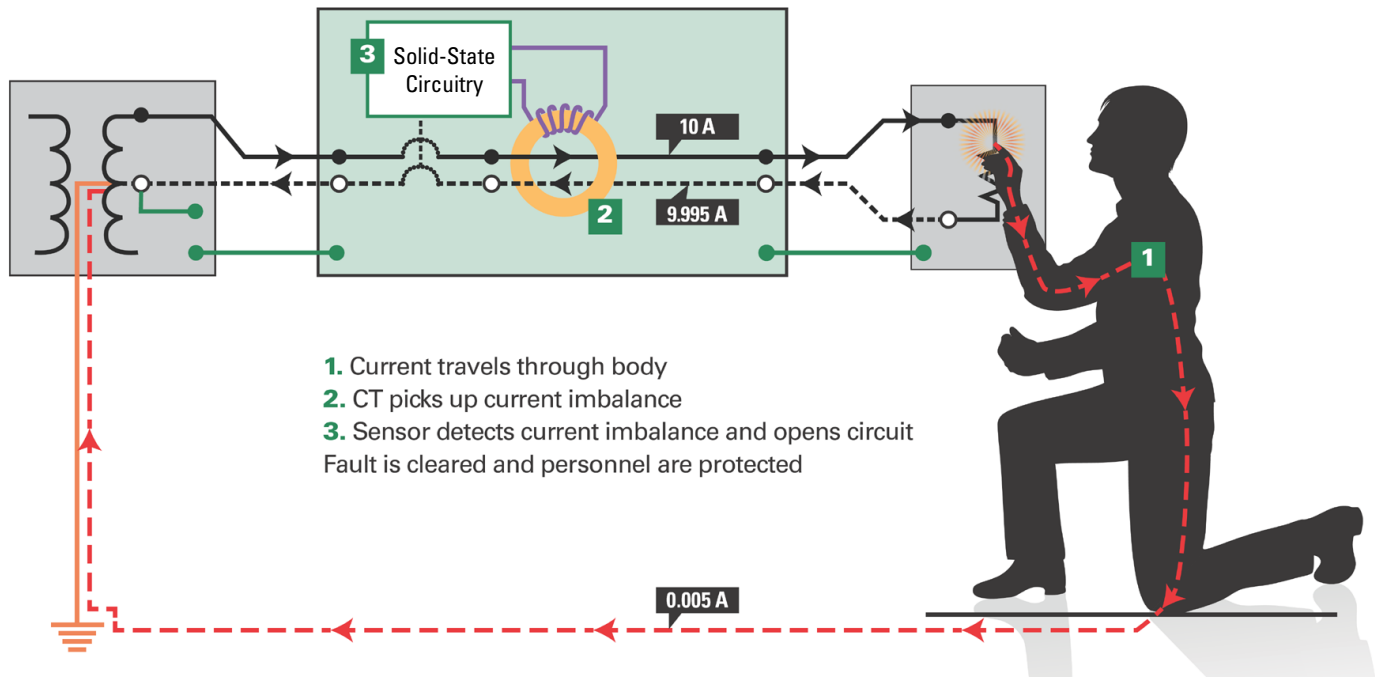 3
Solid-State
Circuitry
10 A
2
9.995 A
1
1. Current travels through body
2. CT picks up current imbalance
3. Sensor detects current imbalance and opens circuit
Fault is cleared and personnel are protected
0.005 A